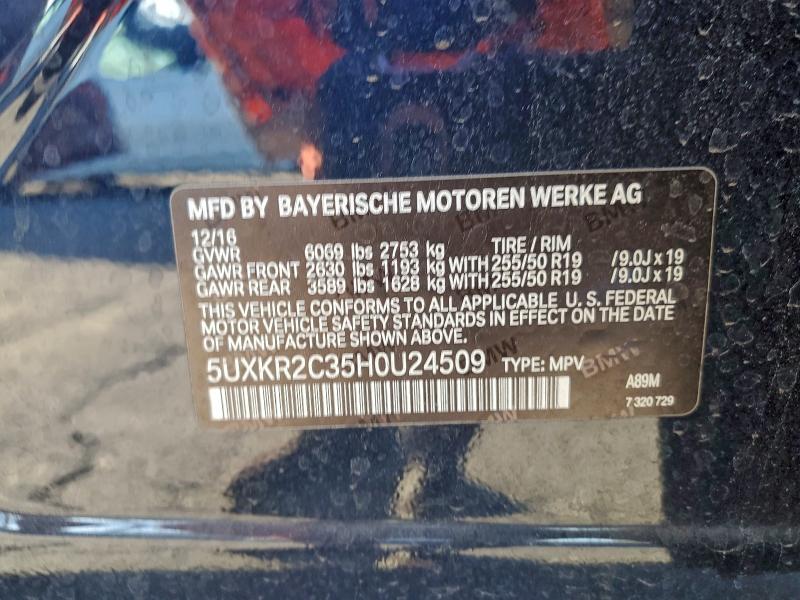 MFD BY BAYERISCHE MOTOREN WERKE AG
12/16 TIRE / RIM
GVWR 6069 lbs 2753 kg
GAWR FRONT 2630 lbs 1193 kg WITH 255/50 R19 /9.0J x 19
GAWR REAR 3589 lbs 1628 kg WITH 255/50 R19 /9.0J x 19
THIS VEHICLE CONFORMS TO ALL APPLICABLE U. S. FEDERAL
MOTOR VEHICLE SAFETY STANDARDS IN EFFECT ON THE DATE
OF MANUFACTURE SHOWN ABOVE.
5UXKR2C35H0U24509 TYPE: MPV
A89M
7 320 729